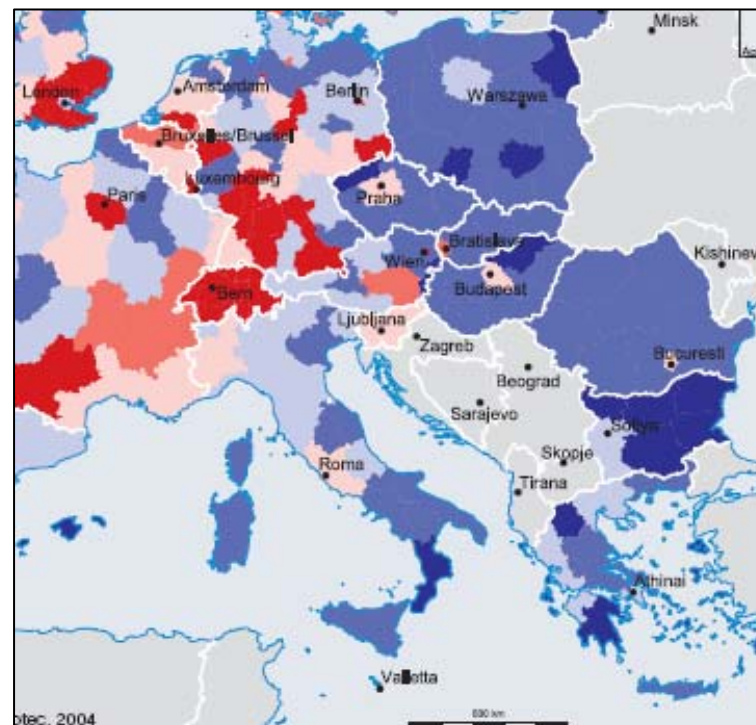 Minsk
London
Amsterdam
Berlin
Warszawa
Bruxelles/Brussel
Luxembourg
Paris
Praha
Wien
Bratislava
Kishinev
Budapest
Bern
Ljubljana
Zagreb
Bucuresti
Beograd
Sarajevo
Sofiya
Skopje
Roma
Tirana
Athinai
Valletta
otec, 2004